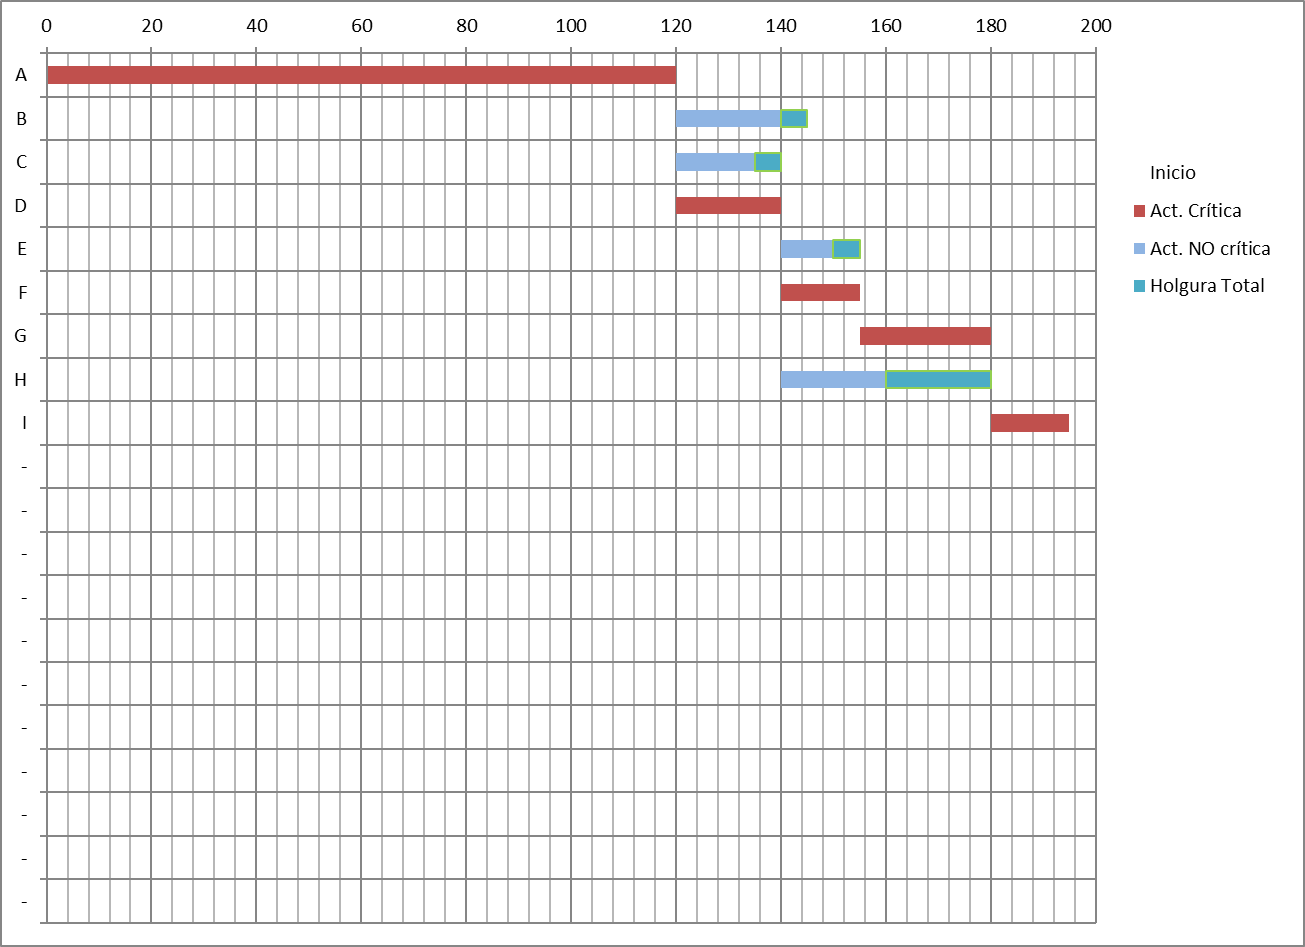 0 20 40 60 80 100 120 140 160 180 200
A
B
C
D
E
F
G
H
I
-
-
-
-
-
-
-
-
-
-
-
Inicio
Act. Crítica
Act. NO crítica
Holgura Total